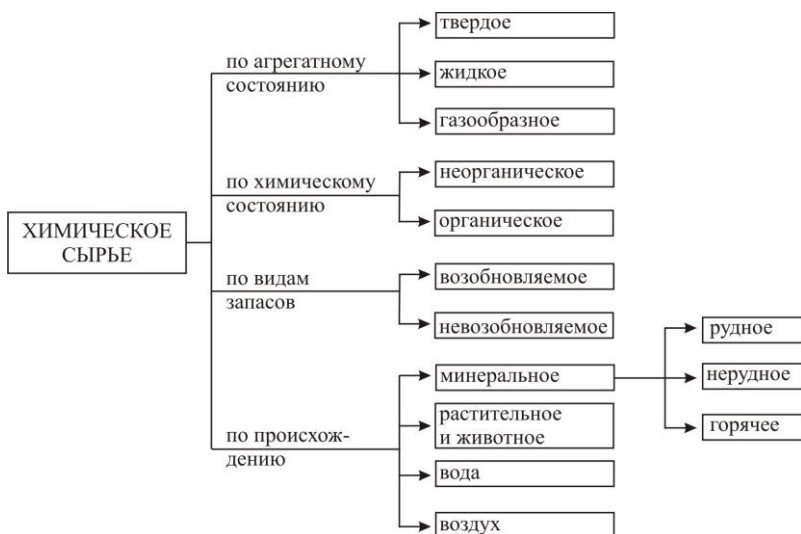 ХИМИЧЕСКОЕ
СЫРЬЕ
по агрегатному
состоянию
твердое
жидкое
газообразное
по химическому
состоянию
неорганическое
органическое
по видам
запасов
возобновляемое
невозобновляемое
по происхож-
дению
минеральное
растительное
и животное
вода
воздух
рудное
нерудное
горячее